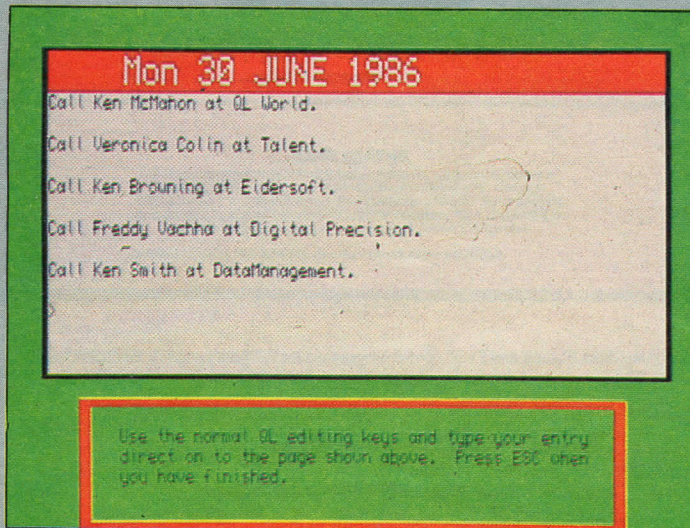 Mon 30 JUNE 1986
Call Ken McMahon at QL World.
Call Veronica Colin at Talent.
Call Ken Browning at Eidersoft.
Call Freddy Vachha at Digital Precision.
Call Ken Smith at DataManagement.
Use the normal QL editing keys and type your entry
direct on to the page shown above. Press ESC when
you have finished.